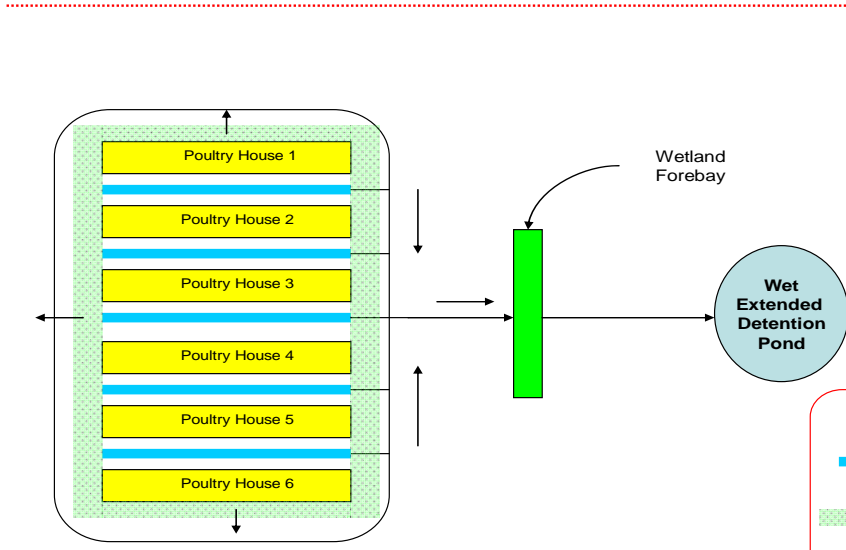 Poultry House 1
Poultry House 2
Poultry House 3
Poultry House 4
Poultry House 5
Poultry House 6
Wetland
Forebay
Wet
Extended
Detention
Pond